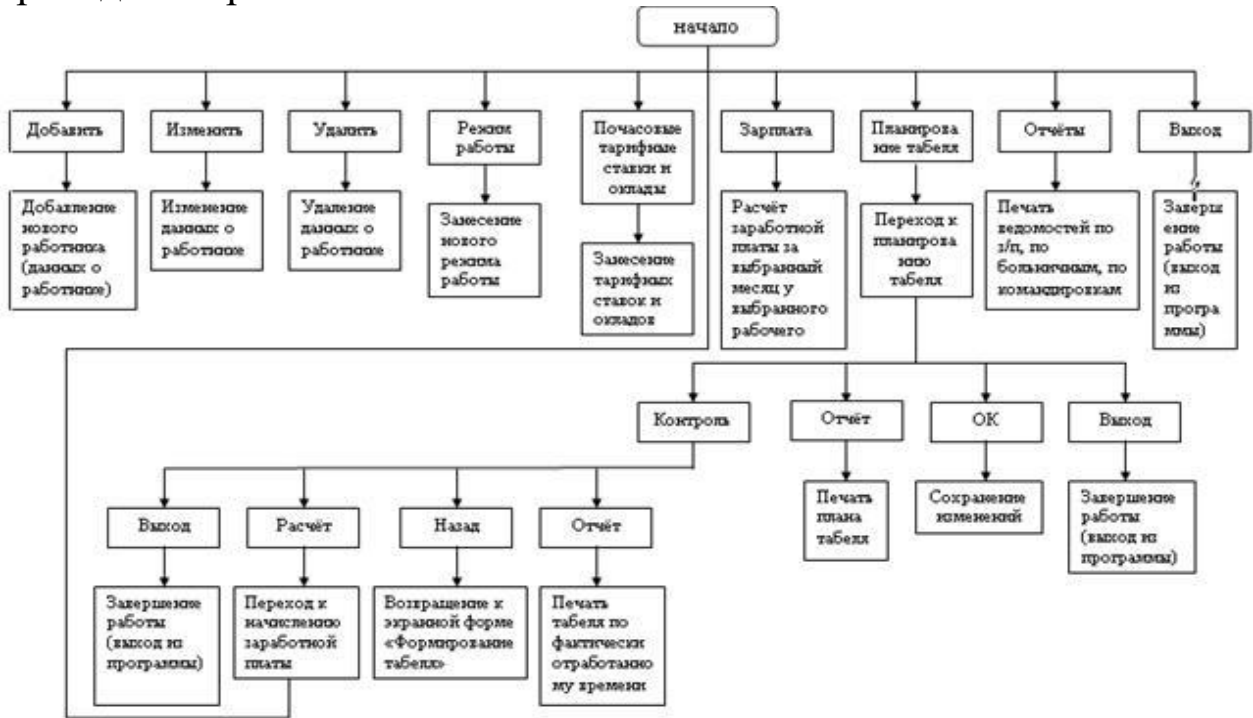 начало
Добавить
Изменить
Удалить
Режим
работы
Почасовые
тарифные
ставки и
оклады
Зарплата
Планирова
ние табеля
Отчёты
Выход
Добавление
нового
работника
(данных о
работнике)
Изменение
данных о
работнике
Удаление
данных о
работнике
Занесение
нового
режима
работы
Занесение
тарифных
ставок и
окладов
Расчёт
заработной
платы за
выбранный
месяц у
выбранного
рабочего
Переход к
планирова
нию
табеля
Печать
ведомостей по
з/п, по
больничным, по
командировкам
Заверш
ение
работы
(выход
из
програ
ммы)
Контроль
Отчёт
ОК
Выход
Печать
плана
табеля
Сохранение
изменений
Завершение
работы
(выход из
программы)
Выход
Расчёт
Назад
Отчёт
Завершение
работы
(выход из
программы)
Переход к
начислению
заработной
платы
Возвращение к
экранной форме
«Формирование
табеля»
Печать
табеля по
фактически
отработанно
му времени